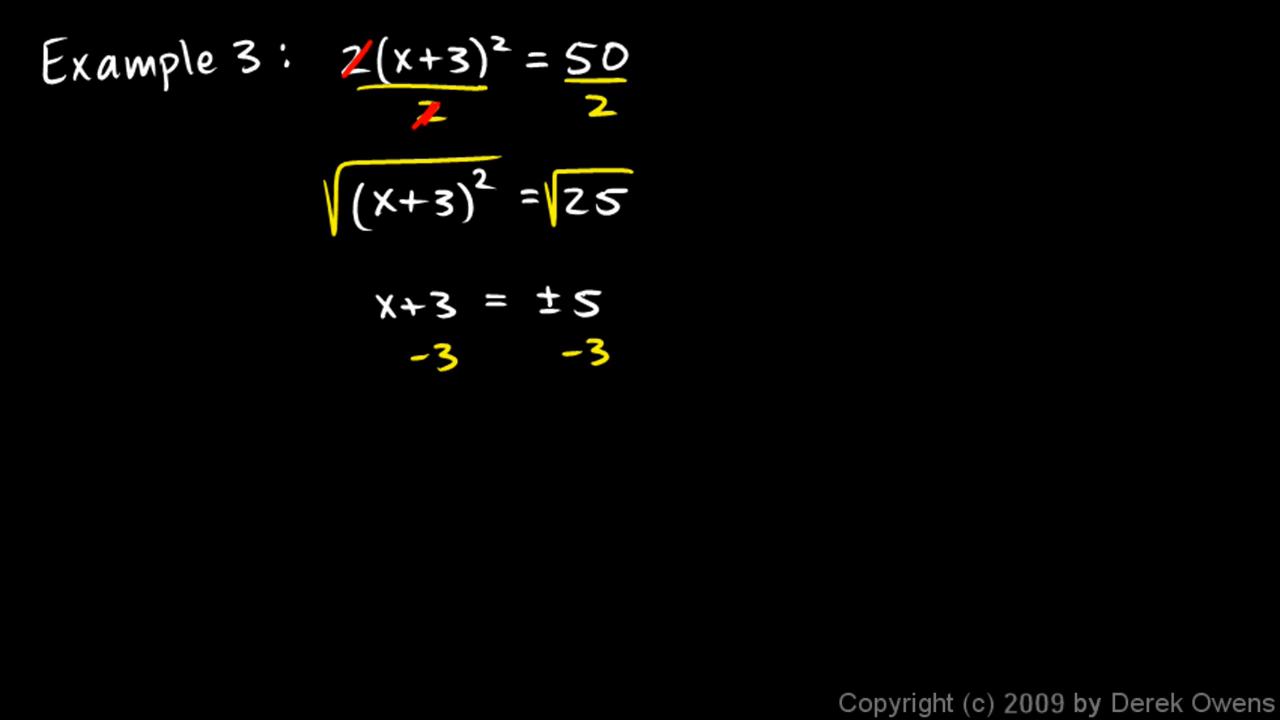 Example 3: 2(x+3)² = 50
2 2
√(x+3)² = √25
x+3 = ±5
-3 -3
Copyright (c) 2009 by Derek Owens